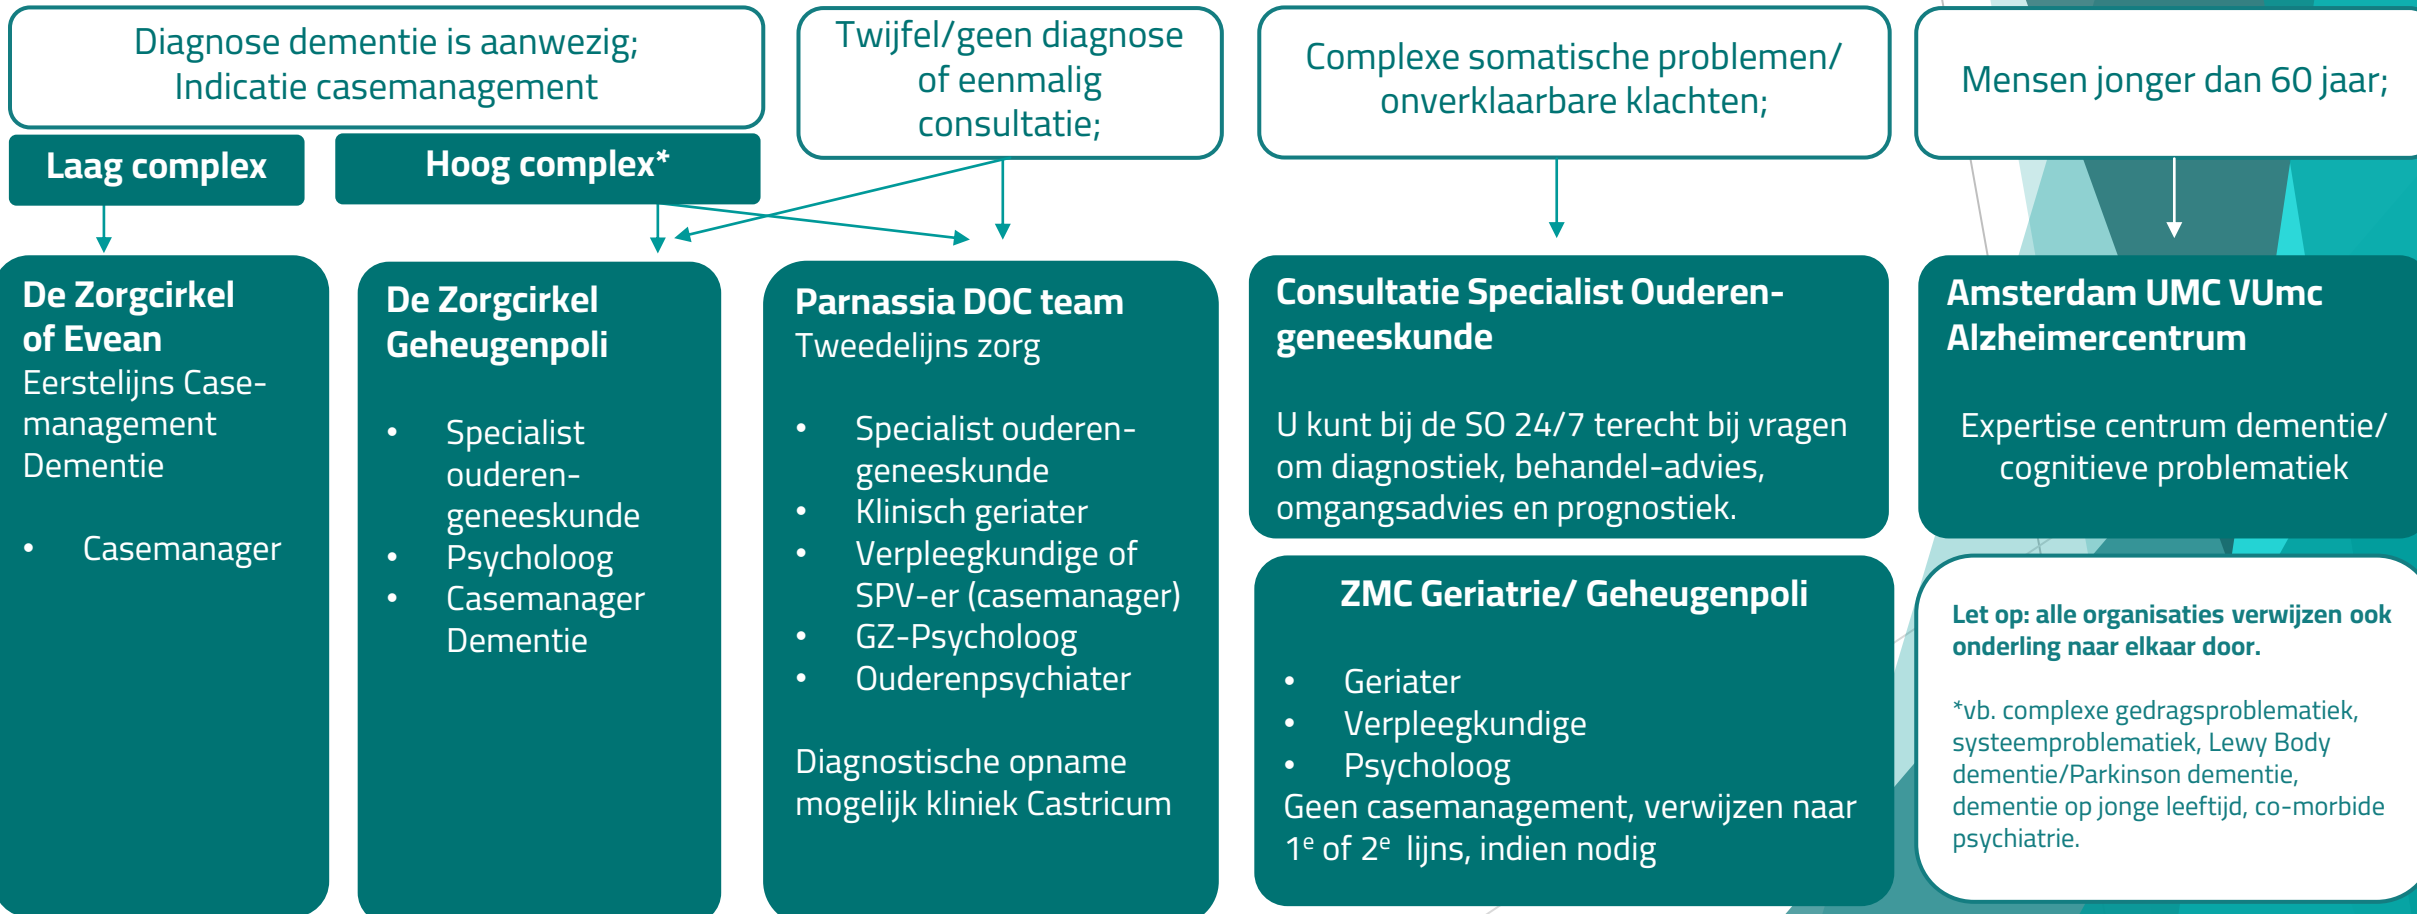 Diagnose dementie is aanwezig;
Indicatie casemanagement
Laag complex
Hoog complex*
Twijfel/geen diagnose
of eenmalig
consultatie;
Complexe somatische problemen/
onverklaarbare klachten;
Mensen jonger dan 60 jaar;
De Zorgcirkel
of Evean
Eerstelijns Case-
management
Dementie
• Casemanager
De Zorgcirkel
Geheugenpoli
• Specialist
ouderen-
geneeskunde
• Psycholoog
• Casemanager
Dementie
Parnassia DOC team
Tweedelijns zorg
• Specialist ouderen-
geneeskunde
• Klinisch geriater
• Verpleegkundige of
SPV-er (casemanager)
• GZ-Psycholoog
• Ouderenpsychiater
Diagnostische opname
mogelijk kliniek Castricum
Consultatie Specialist Ouderen-
geneeskunde
U kunt bij de SO 24/7 terecht bij vragen
om diagnostiek, behandel-advies,
omgangsadvies en prognostiek.
ZMC Geriatrie/ Geheugenpoli
• Geriater
• Verpleegkundige
• Psycholoog
Geen casemanagement, verwijzen naar
1e of 2e lijns, indien nodig
Amsterdam UMC VUmc
Alzheimercentrum
Expertise centrum dementie/
cognitieve problematiek
Let op: alle organisaties verwijzen ook
onderling naar elkaar door.
*vb. complexe gedragsproblematiek,
systeemproblematiek, Lewy Body
dementie/Parkinson dementie,
dementie op jonge leeftijd, co-morbide
psychiatrie.